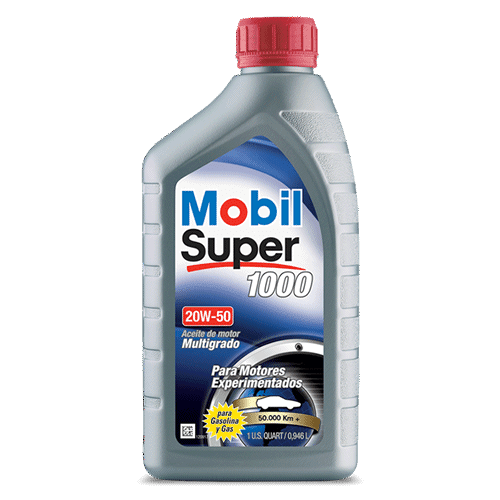 Mobil
Super
1000
20W-50
Aceite de motor
Multigrado
Para Motores
Experimentados
para
Gasolina
y Gas
50.000 Km +
1 U.S. QUART / 0,946 L